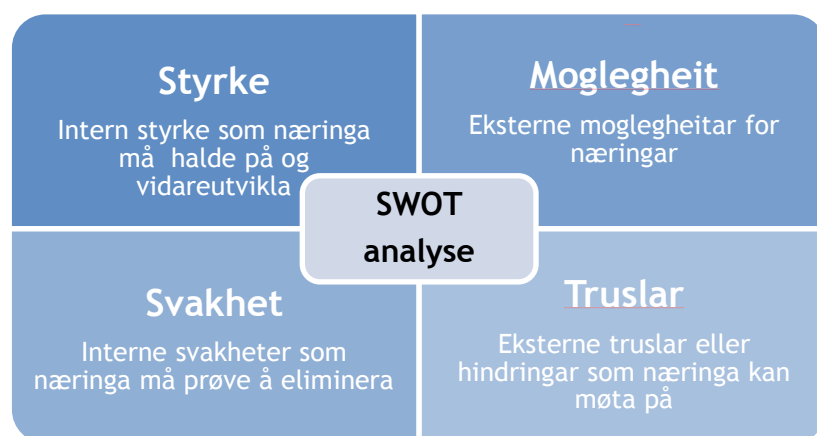 Styrke
Intern styrke som næringa
må halde på og
vidareutvikla
Moglegheit
Eksterne moglegheitar for
næringar
SWOT
analyse
Svakhet
Interne svakheter som
næringa må prøve å eliminera
Truslar
Eksterne truslar eller
hindringar som næringa kan
møta på